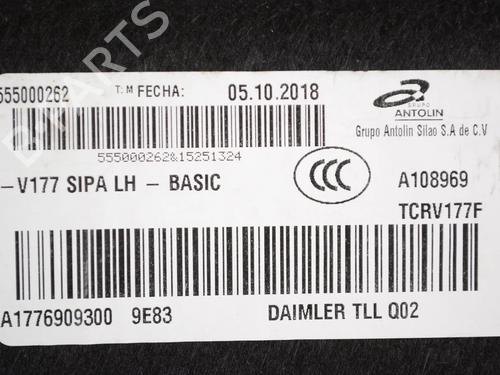 555000262 T: M FECHA: 05.10.2018
GRUPO
ANTOLIN
Grupo Antolin Silao S.A de C.V
555000262&15251324
-V177 SIPA LH - BASIC
CCC
A108969
TCRV177F
A1776909300 9E83 DAIMLER TLL Q02
B-PARTS